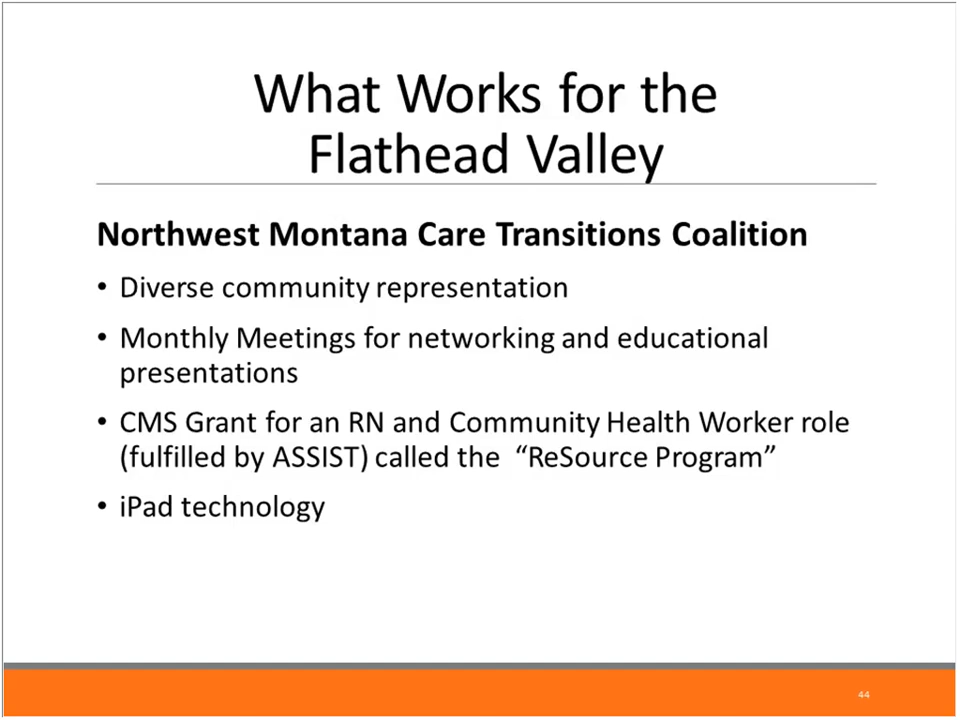 What Works for the
Flathead Valley
Northwest Montana Care Transitions Coalition
• Diverse community representation
• Monthly Meetings for networking and educational
presentations
• CMS Grant for an RN and Community Health Worker role
(fulfilled by ASSIST) called the  “ReSource Program”
• iPad technology
44